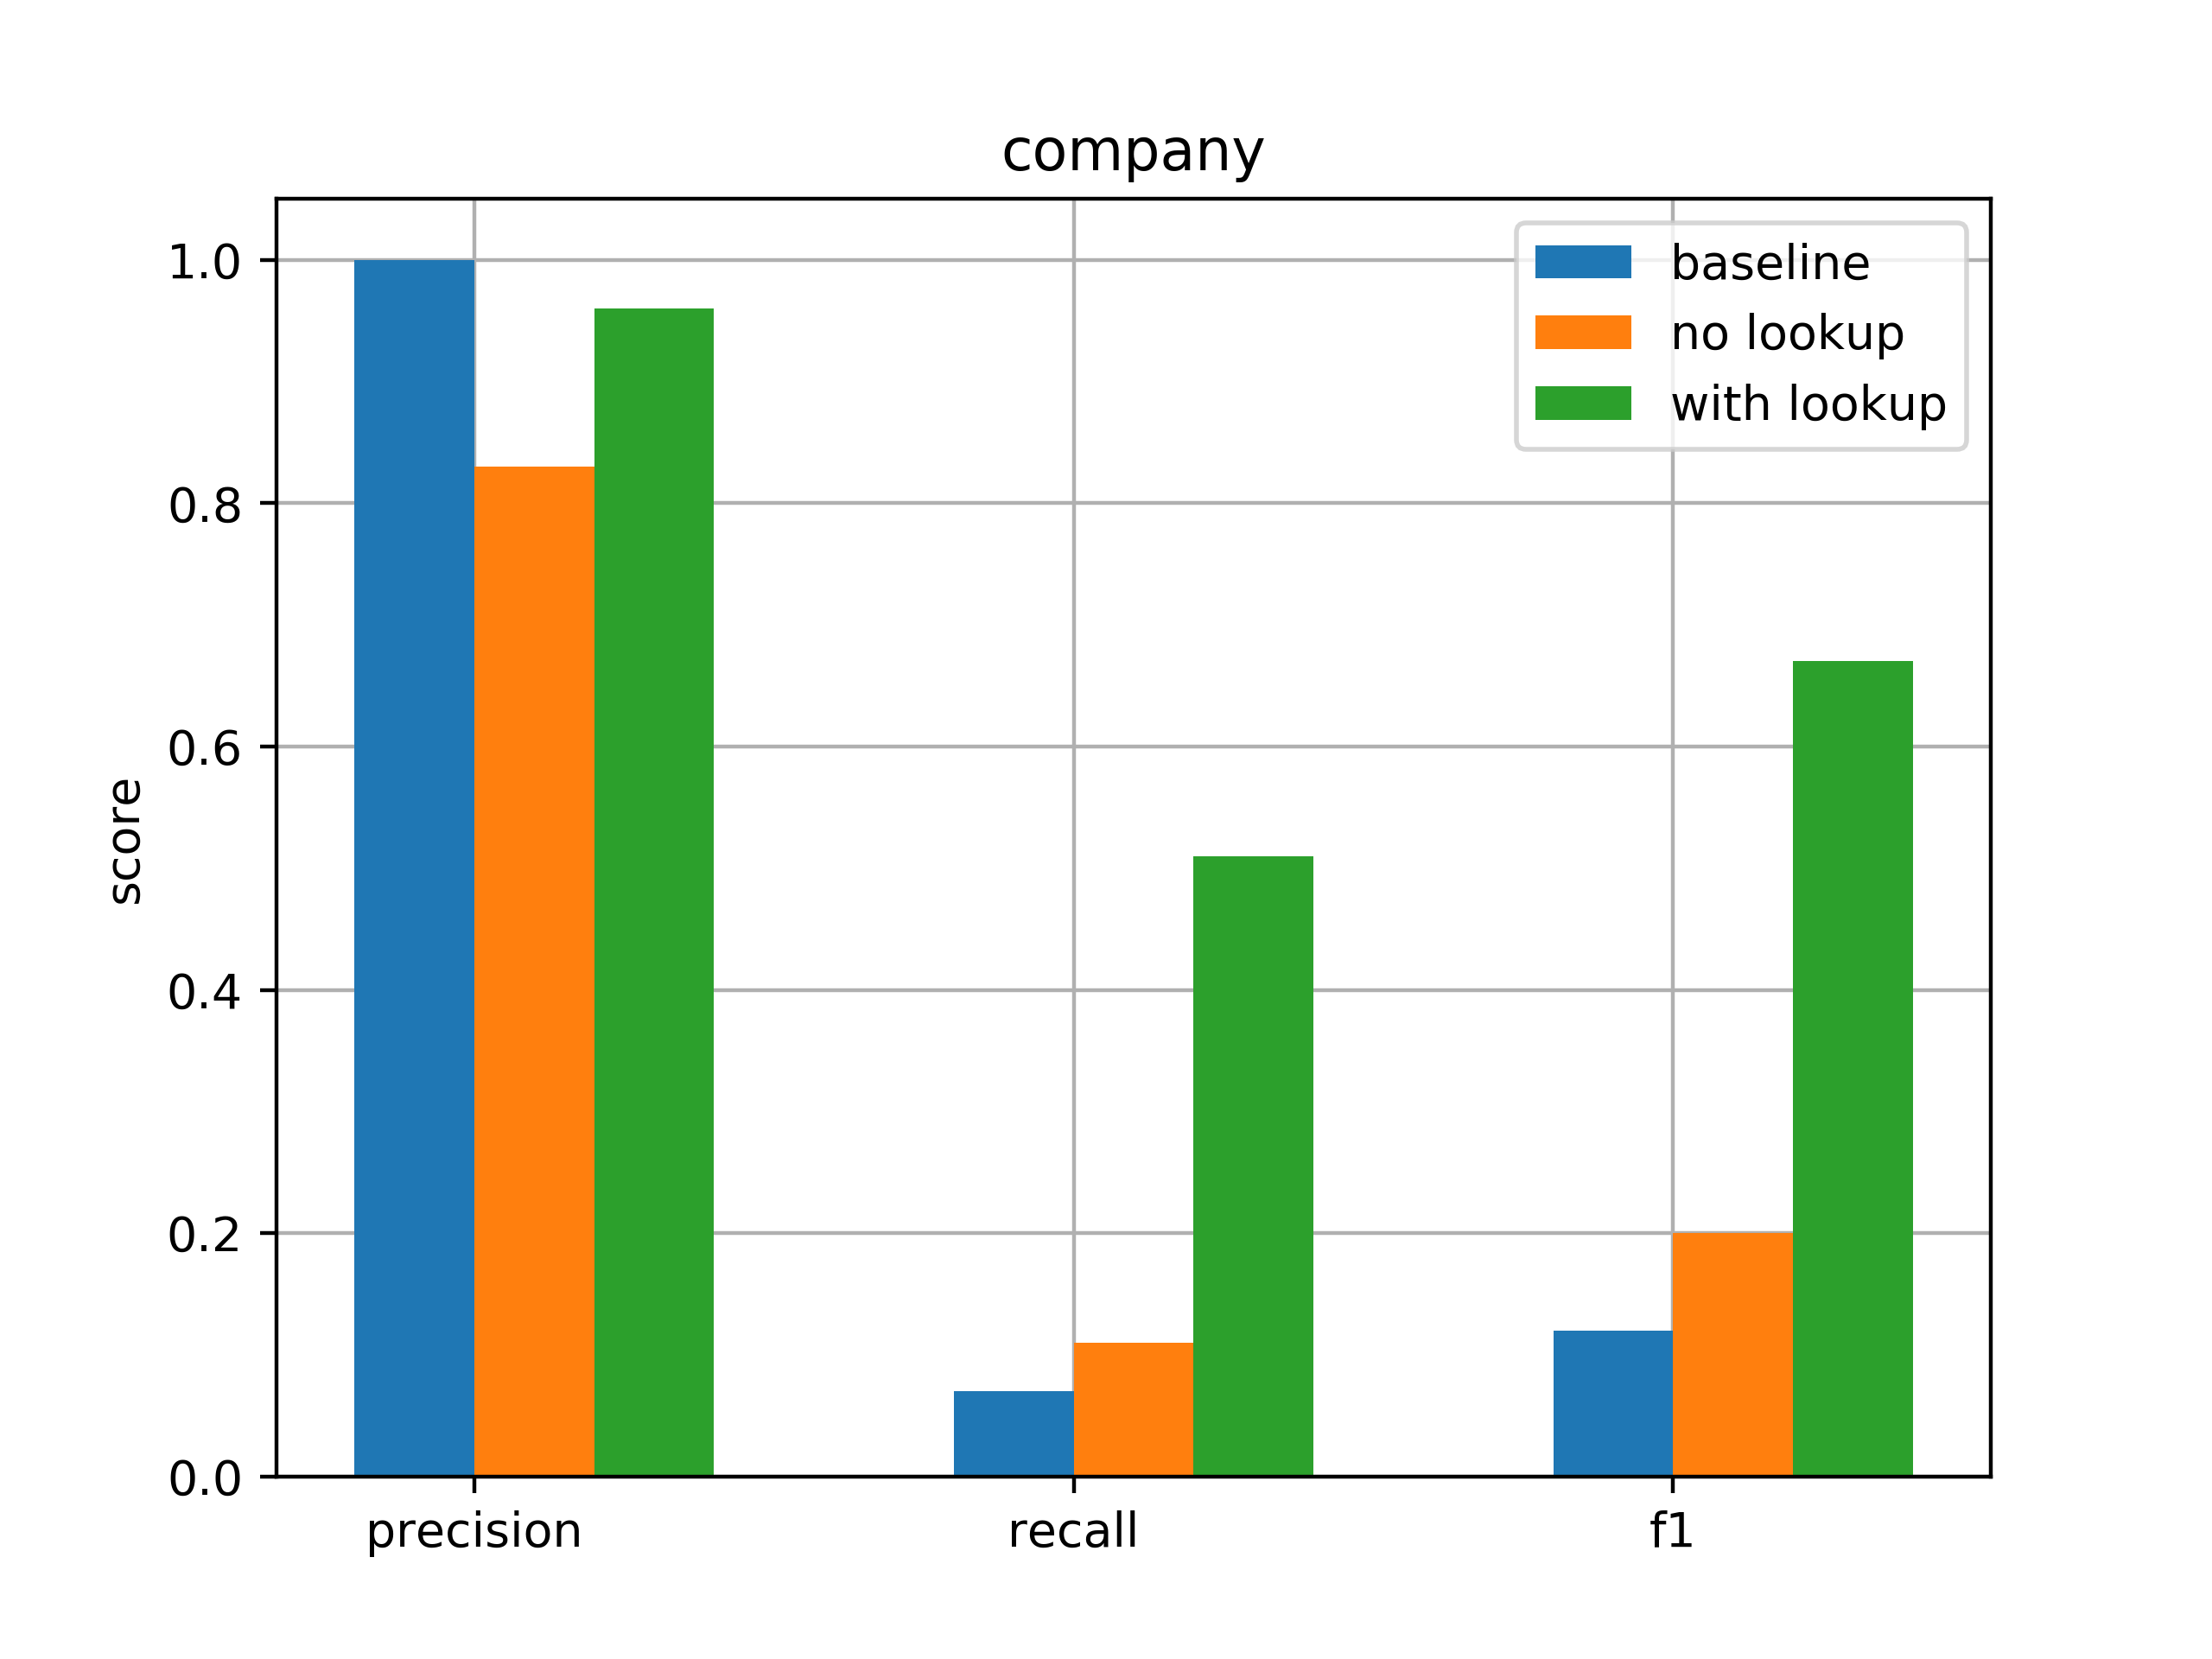 company
baseline
no lookup
with lookup
score
1.0
0.8
0.6
0.4
0.2
0.0
precision
recall
f1